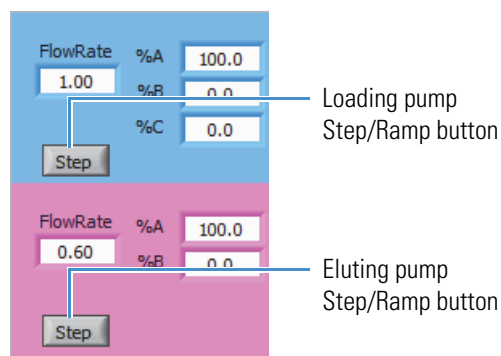 FlowRate %A 100.0
1.00 %B 0.0
%C 0.0
Step
Loading pump
Step/Ramp button
FlowRate %A 100.0
0.60 %B 0.0
Step
Eluting pump
Step/Ramp button